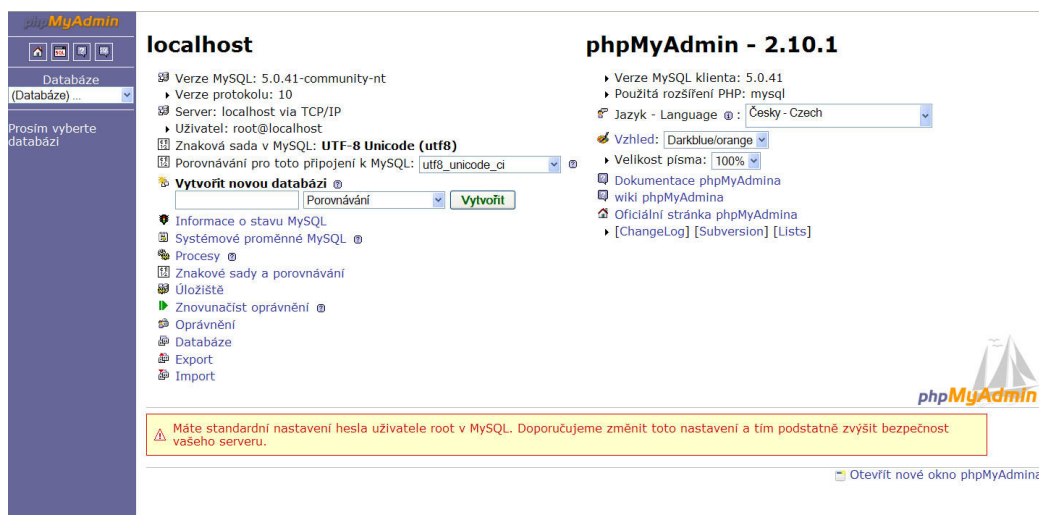 phpMyAdmin
SQL
Databáze
(Databáze) ...
Prosím vyberte
databázi
localhost
Verze MySQL: 5.0.41-community-nt
Verze protokolu: 10
Server: localhost via TCP/IP
Uživatel: root@localhost
Znaková sada v MySQL: UTF-8 Unicode (utf8)
Porovnávání pro toto připojení k MySQL: utf8_unicode_ci
Vytvořit novou databázi
Porovnávání Vytvořit
Informace o stavu MySQL
Systémové proměnné MySQL
Procesy
Znakové sady a porovnávání
Úložiště
Znovunačíst oprávnění
Oprávnění
Databáze
Export
Import
phpMyAdmin - 2.10.1
Verze MySQL klienta: 5.0.41
Použitá rozšíření PHP: mysql
Jazyk - Language : Česky - Czech
Vzhled: Darkblue/orange
Velikost písma: 100%
Dokumentace phpMyAdmina
wiki phpMyAdmina
Oficiální stránka phpMyAdmina
[ChangeLog] [Subversion] [Lists]
phpMyAdmin
Máte standardní nastavení hesla uživatele root v MySQL. Doporučujeme změnit toto nastavení a tím podstatně zvýšit bezpečnost
vašeho serveru.
Otevřít nové okno phpMyAdmina